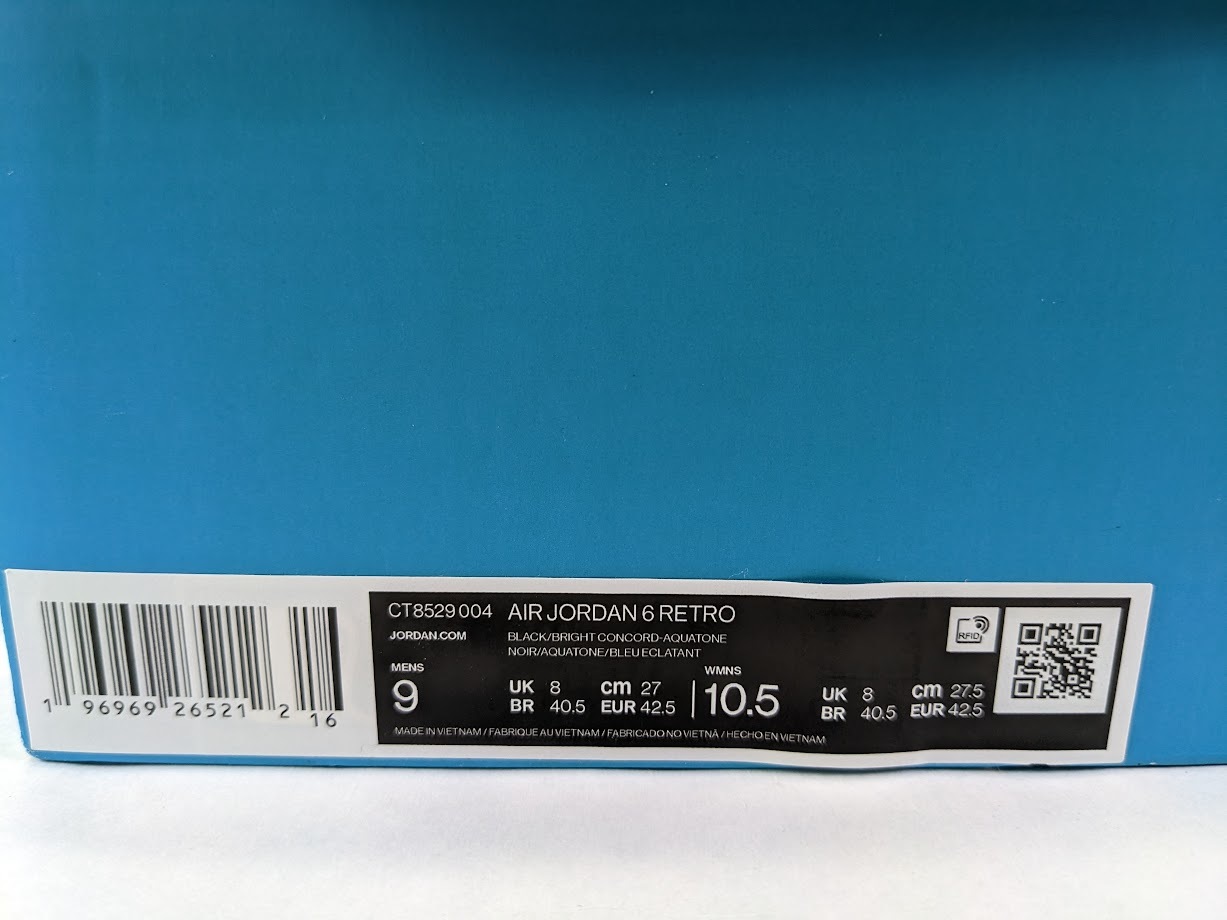 1 96969 26521 2 16
CT8529 004 AIR JORDAN 6 RETRO
JORDAN.COM
BLACK/BRIGHT CONCORD-AQUATONE
NOIR/AQUATONE/BLEU ECLATANT
MENS
9
UK 8 cm 27
BR 40.5 EUR 42.5
WMNS
10.5
UK 8 cm 27.5
BR 40.5 EUR 42.5
MADE IN VIETNAM / FABRIQUE AU VIETNAM / FABRICADO NO VIETNÃ / HECHO EN VIETNAM
RFID